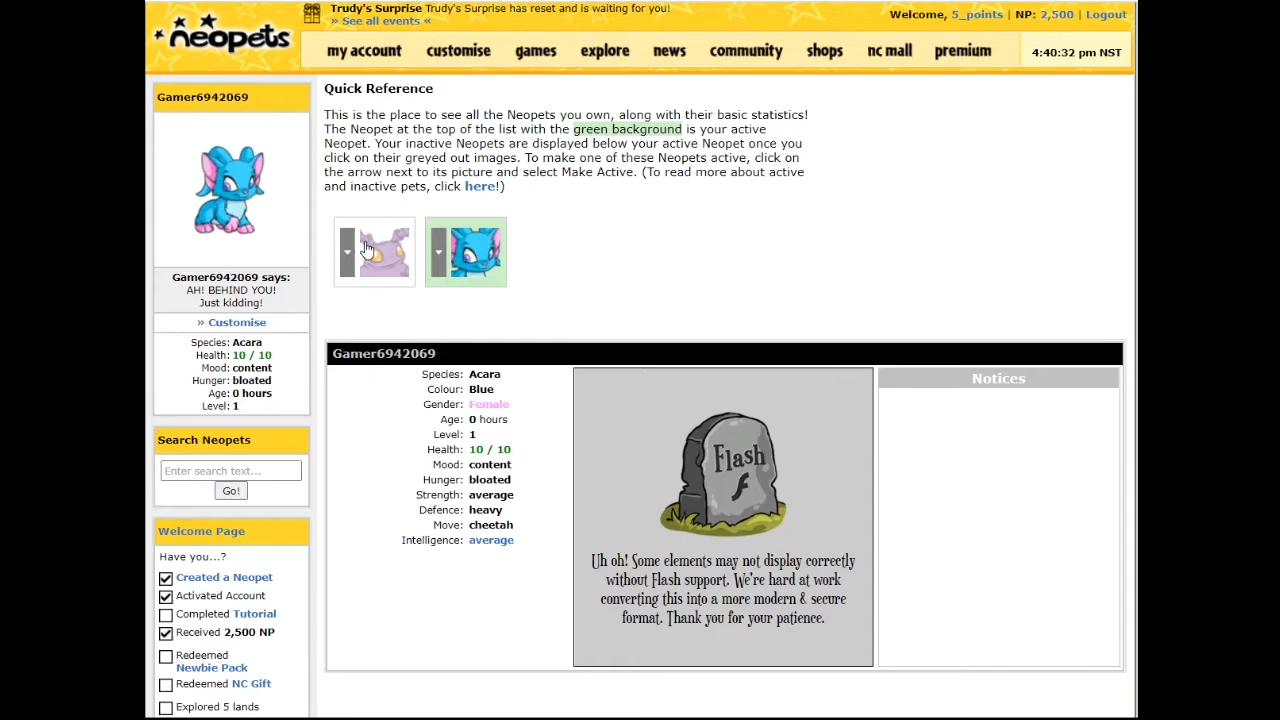 neopets
Trudy's Surprise Trudy's Surprise has reset and is waiting for you!
» See all events «
Welcome, 5_points | NP: 2,500 | Logout
my account customise games explore news community shops nc mall premium
4:40:32 pm NST
Gamer6942069
Gamer6942069 says:
AH! BEHIND YOU!
Just kidding!
» Customise
Species: Acara
Health: 10 / 10
Mood: content
Hunger: bloated
Age: 0 hours
Level: 1
Search Neopets
Enter search text...
Go!
Welcome Page
Have you...?
Created a Neopet
Activated Account
Completed Tutorial
Received 2,500 NP
Redeemed
Newbie Pack
Redeemed NC Gift
Explored 5 lands
Quick Reference
This is the place to see all the Neopets you own, along with their basic statistics!
The Neopet at the top of the list with the green background is your active
Neopet. Your inactive Neopets are displayed below your active Neopet once you
click on their greyed out images. To make one of these Neopets active, click on
the arrow next to its picture and select Make Active. (To read more about active
and inactive pets, click here!)
Gamer6942069
Species: Acara
Colour: Blue
Gender: Female
Age: 0 hours
Level: 1
Health: 10 / 10
Mood: content
Hunger: bloated
Strength: average
Defence: heavy
Move: cheetah
Intelligence: average
Flash
Uh oh! Some elements may not display correctly
without Flash support. We're hard at work
converting this into a more modern & secure
format. Thank you for your patience.
Notices